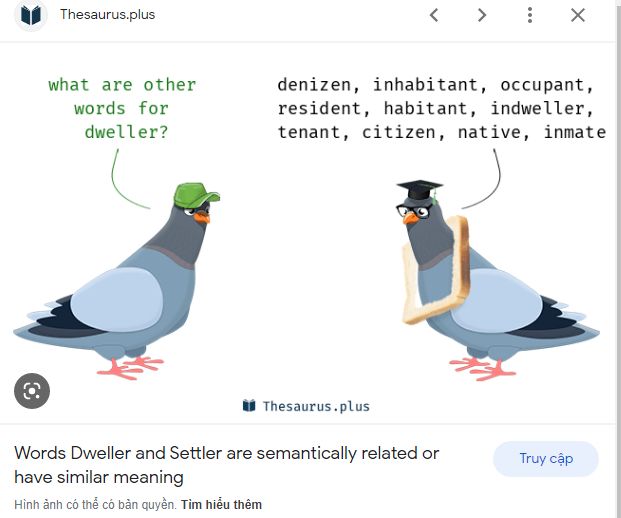 Thesaurus.plus
what are other
words for
dweller?
denizen, inhabitant, occupant,
resident, habitant, indweller,
tenant, citizen, native, inmate
Thesaurus.plus
Words Dweller and Settler are semantically related or
have similar meaning
Truy cập
Hình ảnh có thể có bản quyền. Tìm hiểu thêm